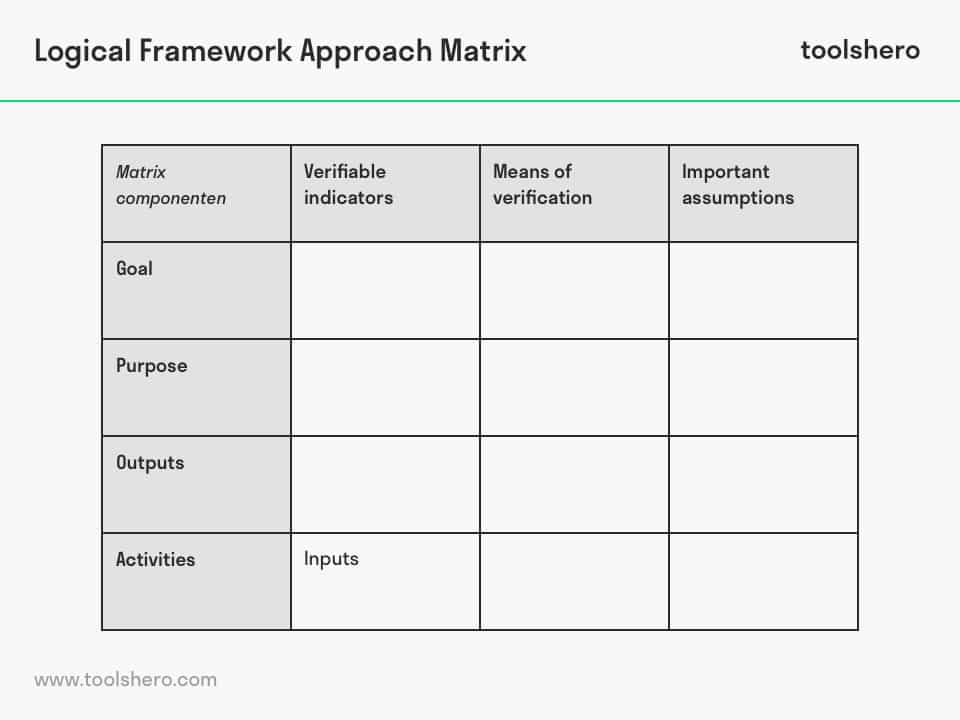 Logical Framework Approach Matrix
toolshero
Matrix
componenten
Verifiable
indicators
Means of
verification
Important
assumptions
Goal
Purpose
Outputs
Activities
Inputs
www.toolshero.com